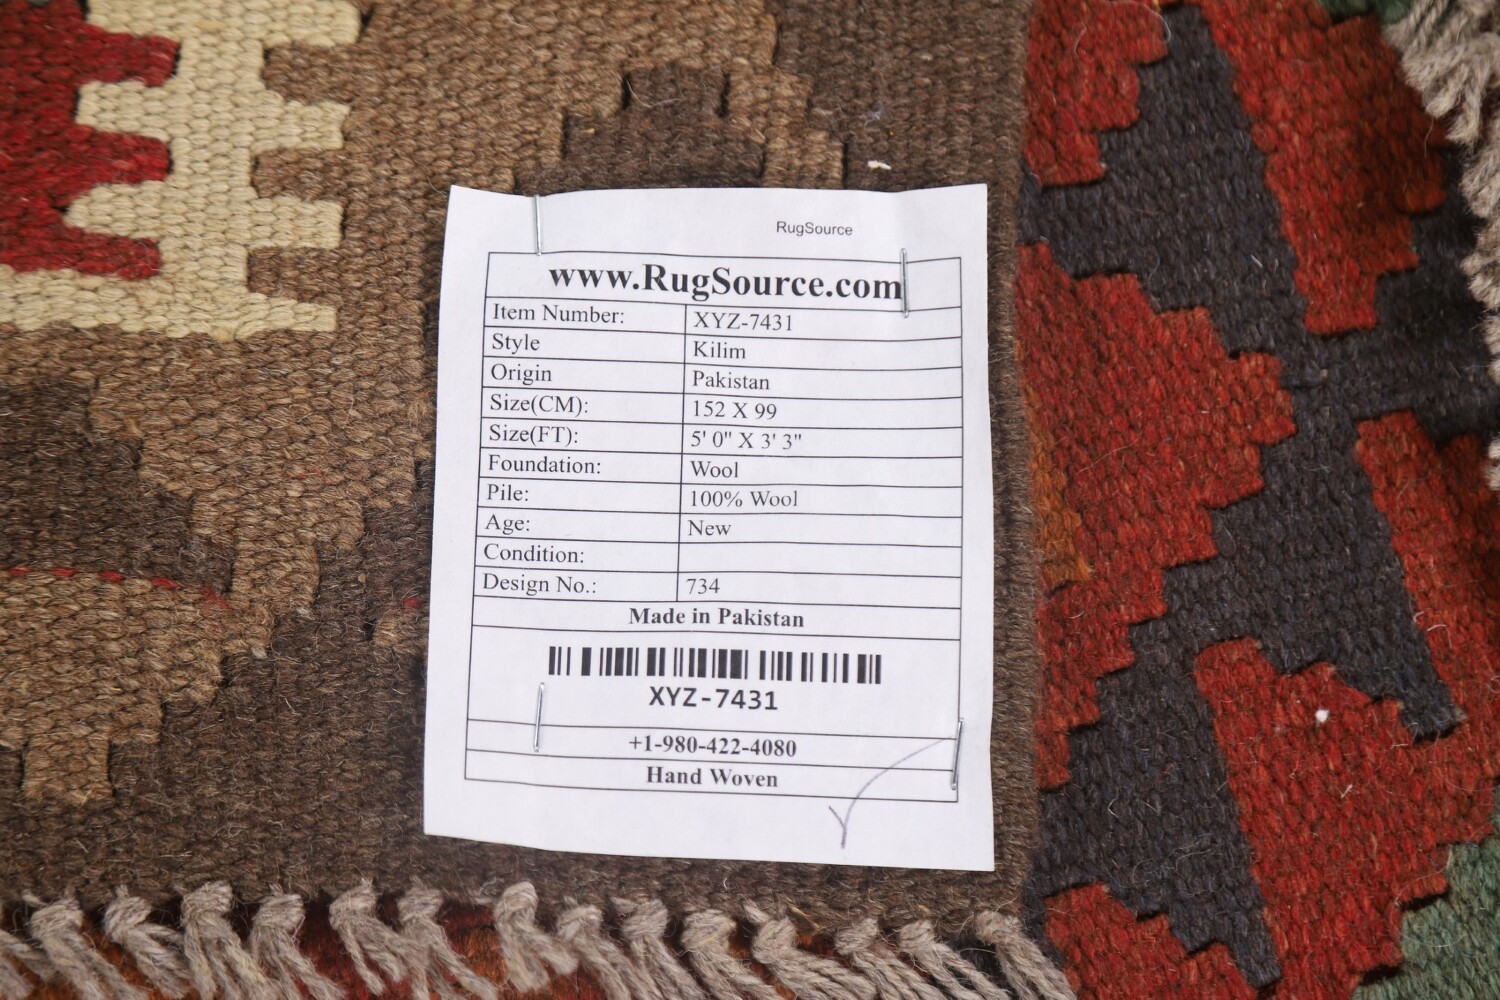 RugSource
www.RugSource.com
Item Number: XYZ-7431
Style Kilim
Origin Pakistan
Size(CM): 152 X 99
Size(FT): 5' 0" X 3' 3"
Foundation: Wool
Pile: 100% Wool
Age: New
Condition:
Design No.: 734
Made in Pakistan
XYZ-7431
+1-980-422-4080
Hand Woven